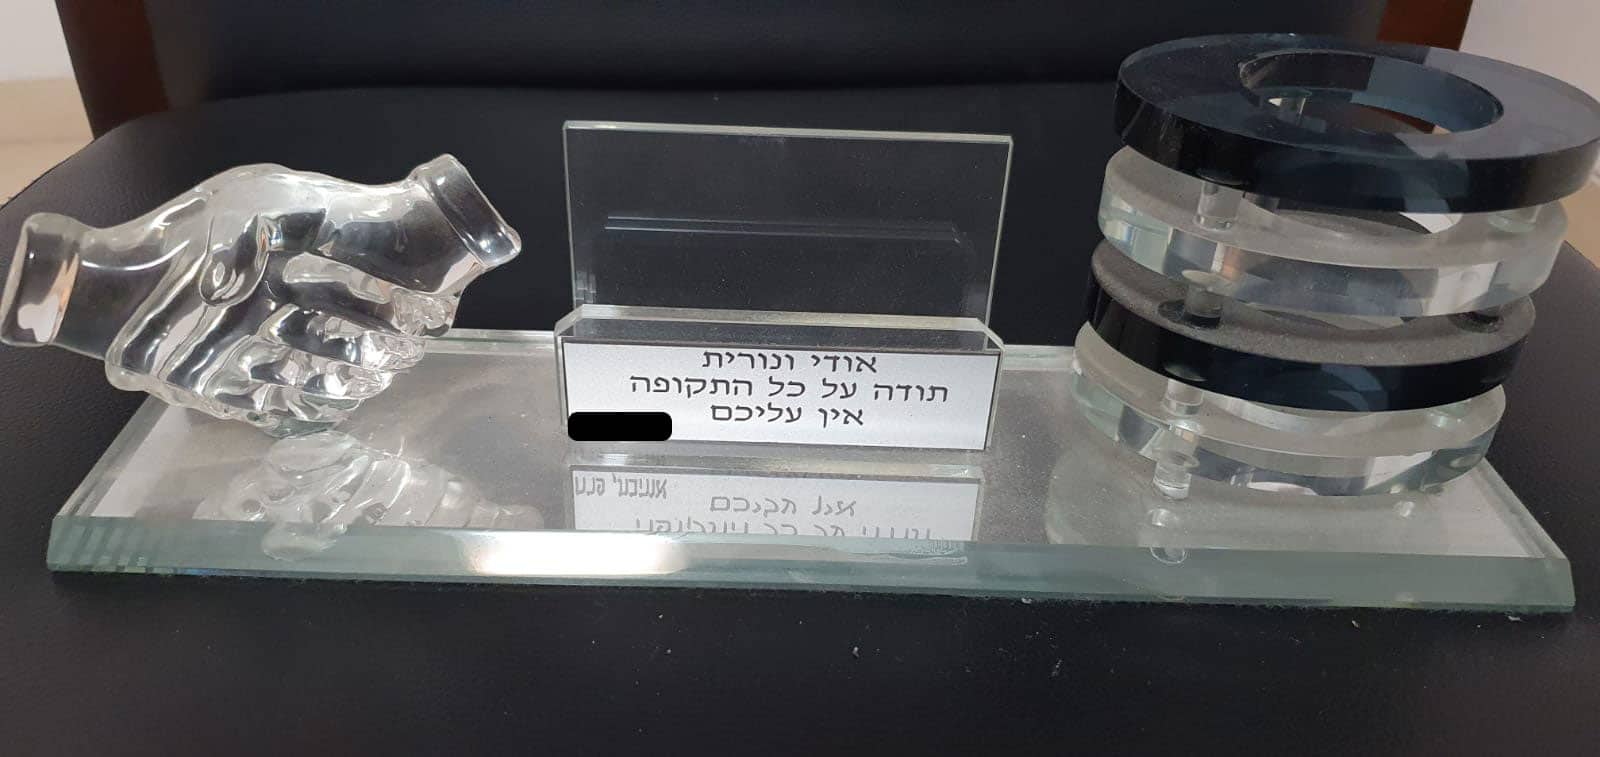 אודי ונורית
תודה על כל התקופה
אין עליכם